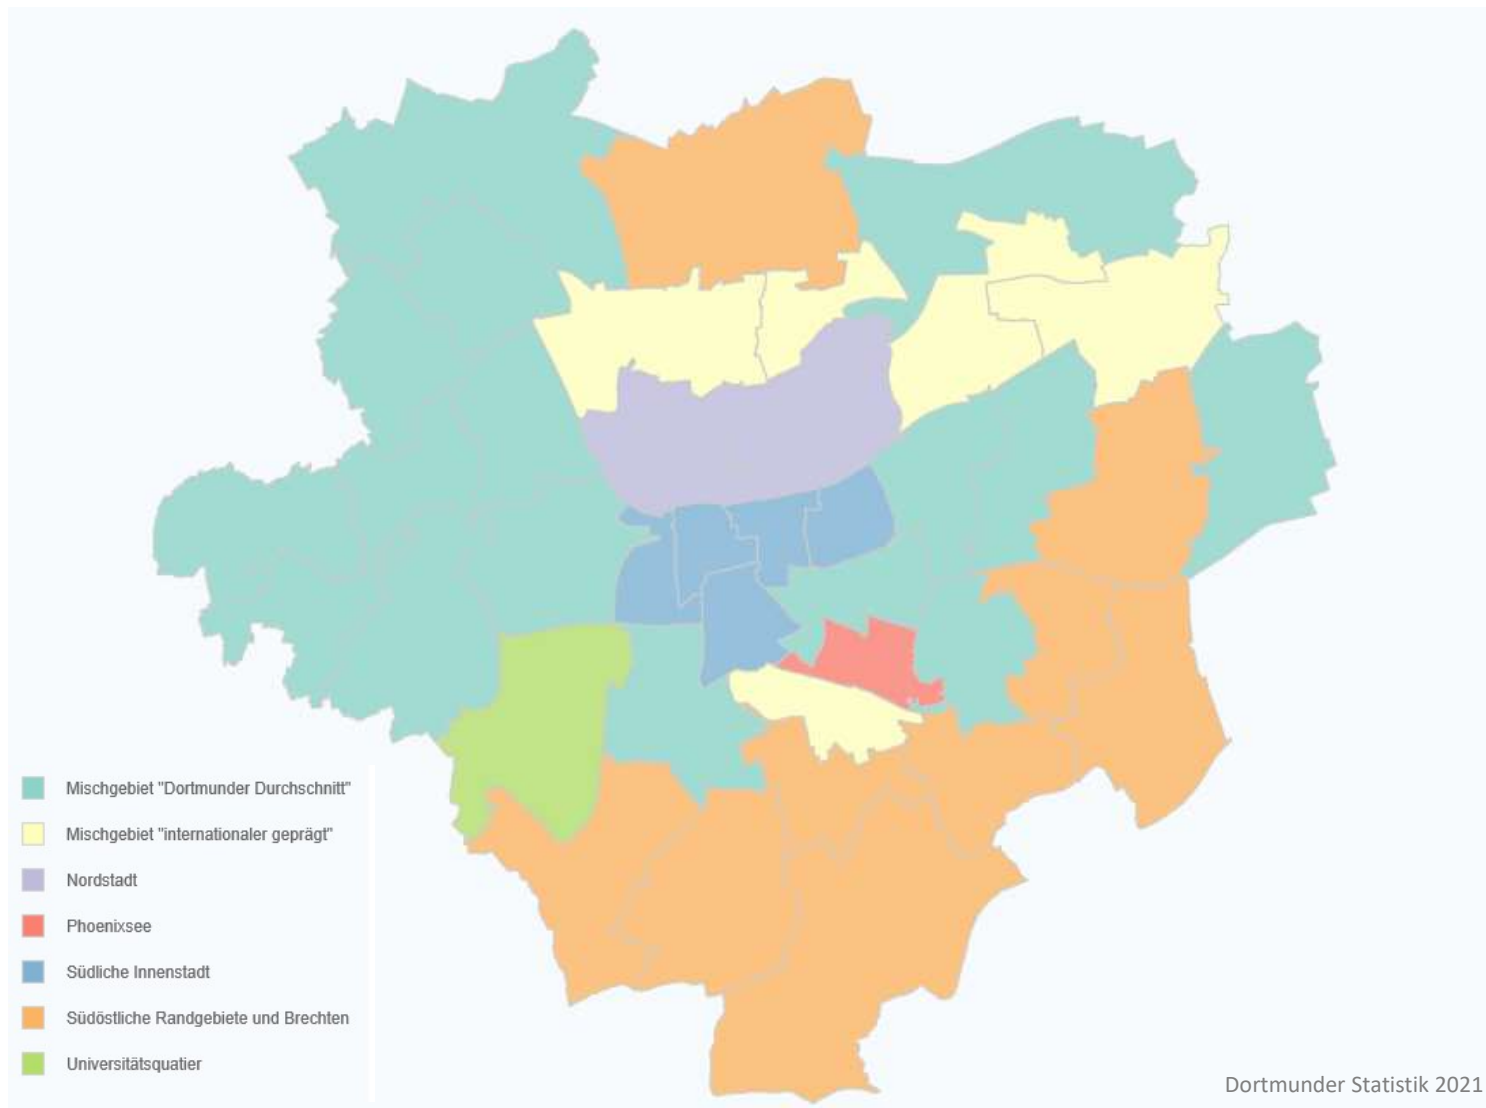 Mischgebiet "Dortmunder Durchschnitt"
Mischgebiet "internationaler geprägt"
Nordstadt
Phoenixsee
Südliche Innenstadt
Südöstliche Randgebiete und Brechten
Universitätsquatier
Dortmunder Statistik 2021